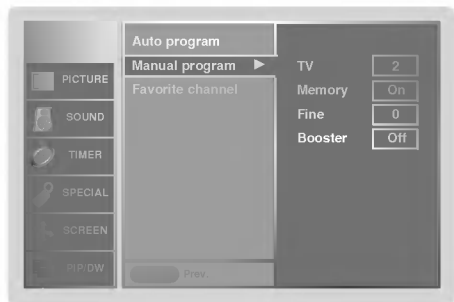 PICTURE
SOUND
TIMER
SPECIAL
SCREEN
PIP/DW
Auto program
Manual program ▶
Favorite channel
Prev.
TV 2
Memory On
Fine 0
Booster Off